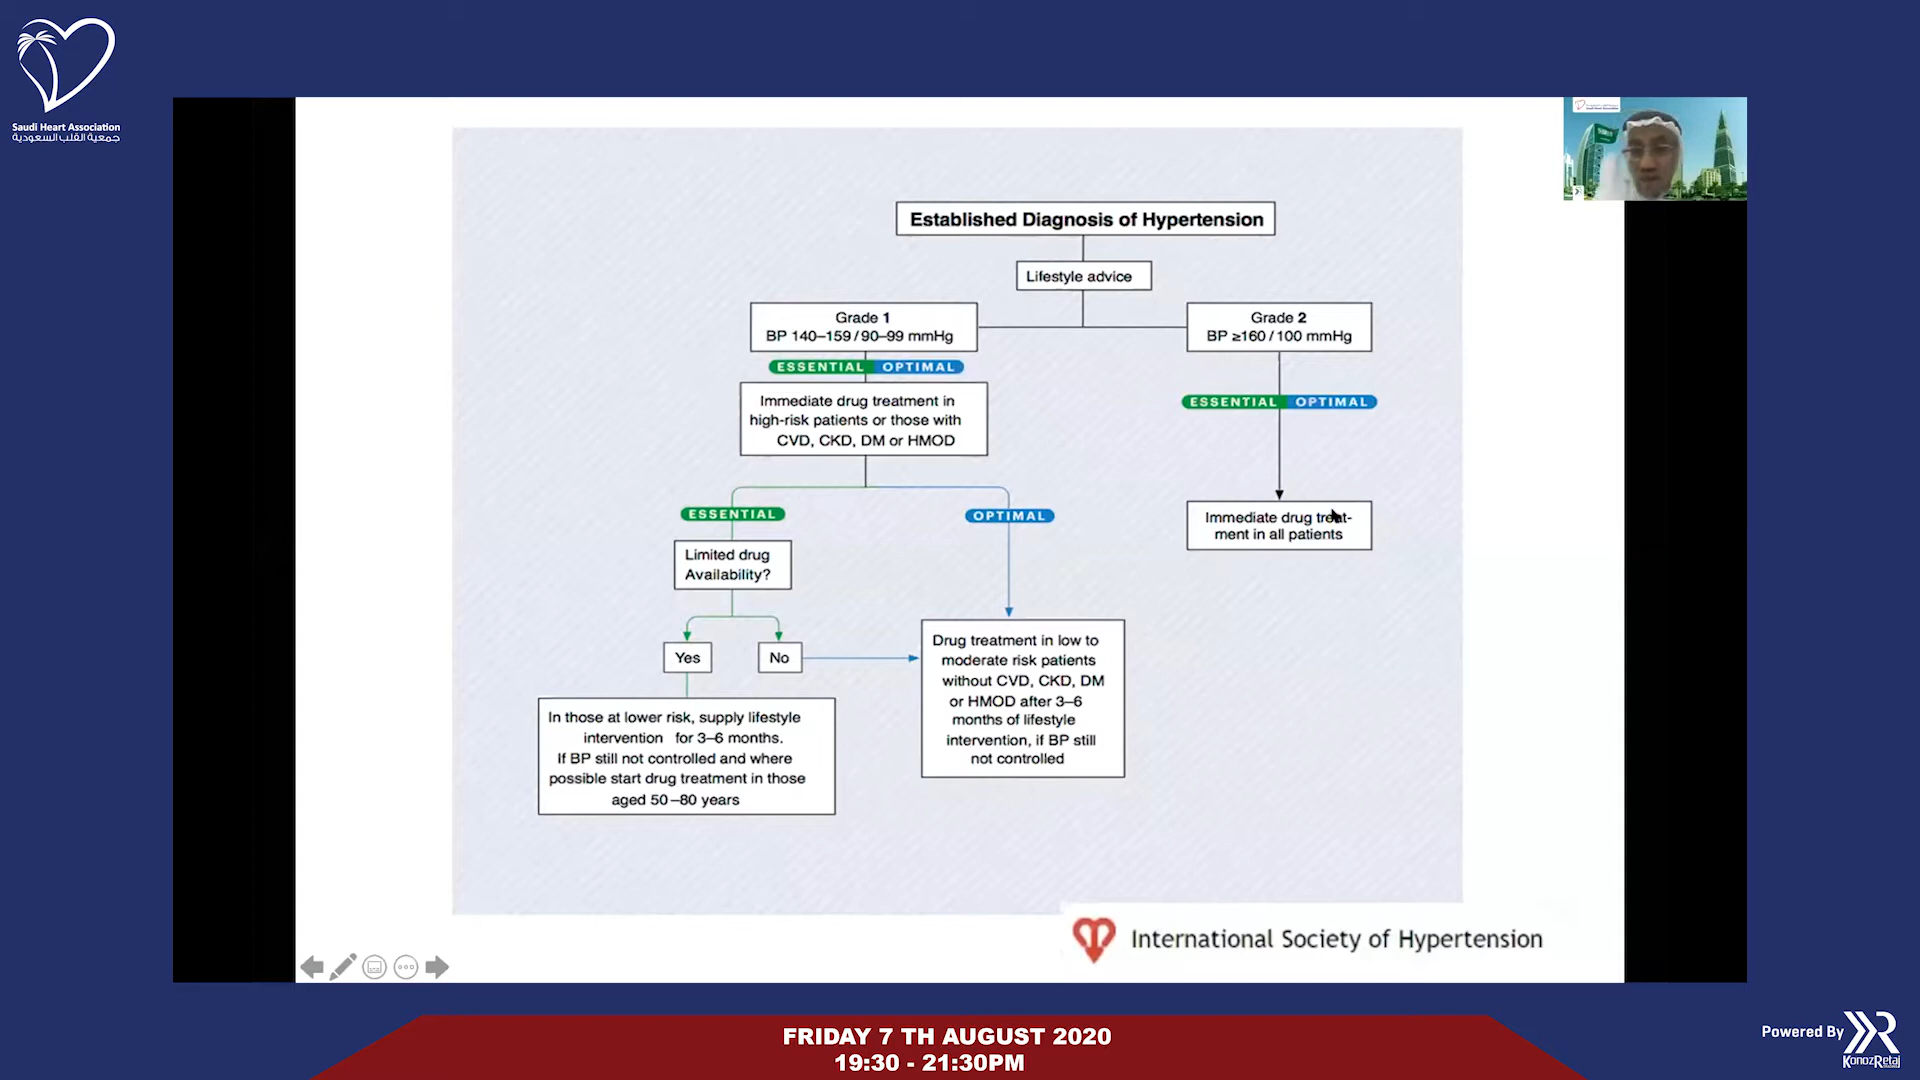 Saudi Heart Association
جمعية القلب السعودية
Established Diagnosis of Hypertension
Lifestyle advice
Grade 1
BP 140–159/90–99 mmHg
Grade 2
BP ≥160/100 mmHg
ESSENTIAL OPTIMAL
ESSENTIAL OPTIMAL
Immediate drug treatment in
high-risk patients or those with
CVD, CKD, DM or HMOD
ESSENTIAL
OPTIMAL
Immediate drug treat-
ment in all patients
Limited drug
Availability?
Yes
No
Drug treatment in low to
moderate risk patients
without CVD, CKD, DM
or HMOD after 3–6
months of lifestyle
intervention, if BP still
not controlled
In those at lower risk, supply lifestyle
intervention for 3–6 months.
If BP still not controlled and where
possible start drug treatment in those
aged 50–80 years
International Society of Hypertension
FRIDAY 7 TH AUGUST 2020
19:30 - 21:30PM
Powered By
KonozRetaj